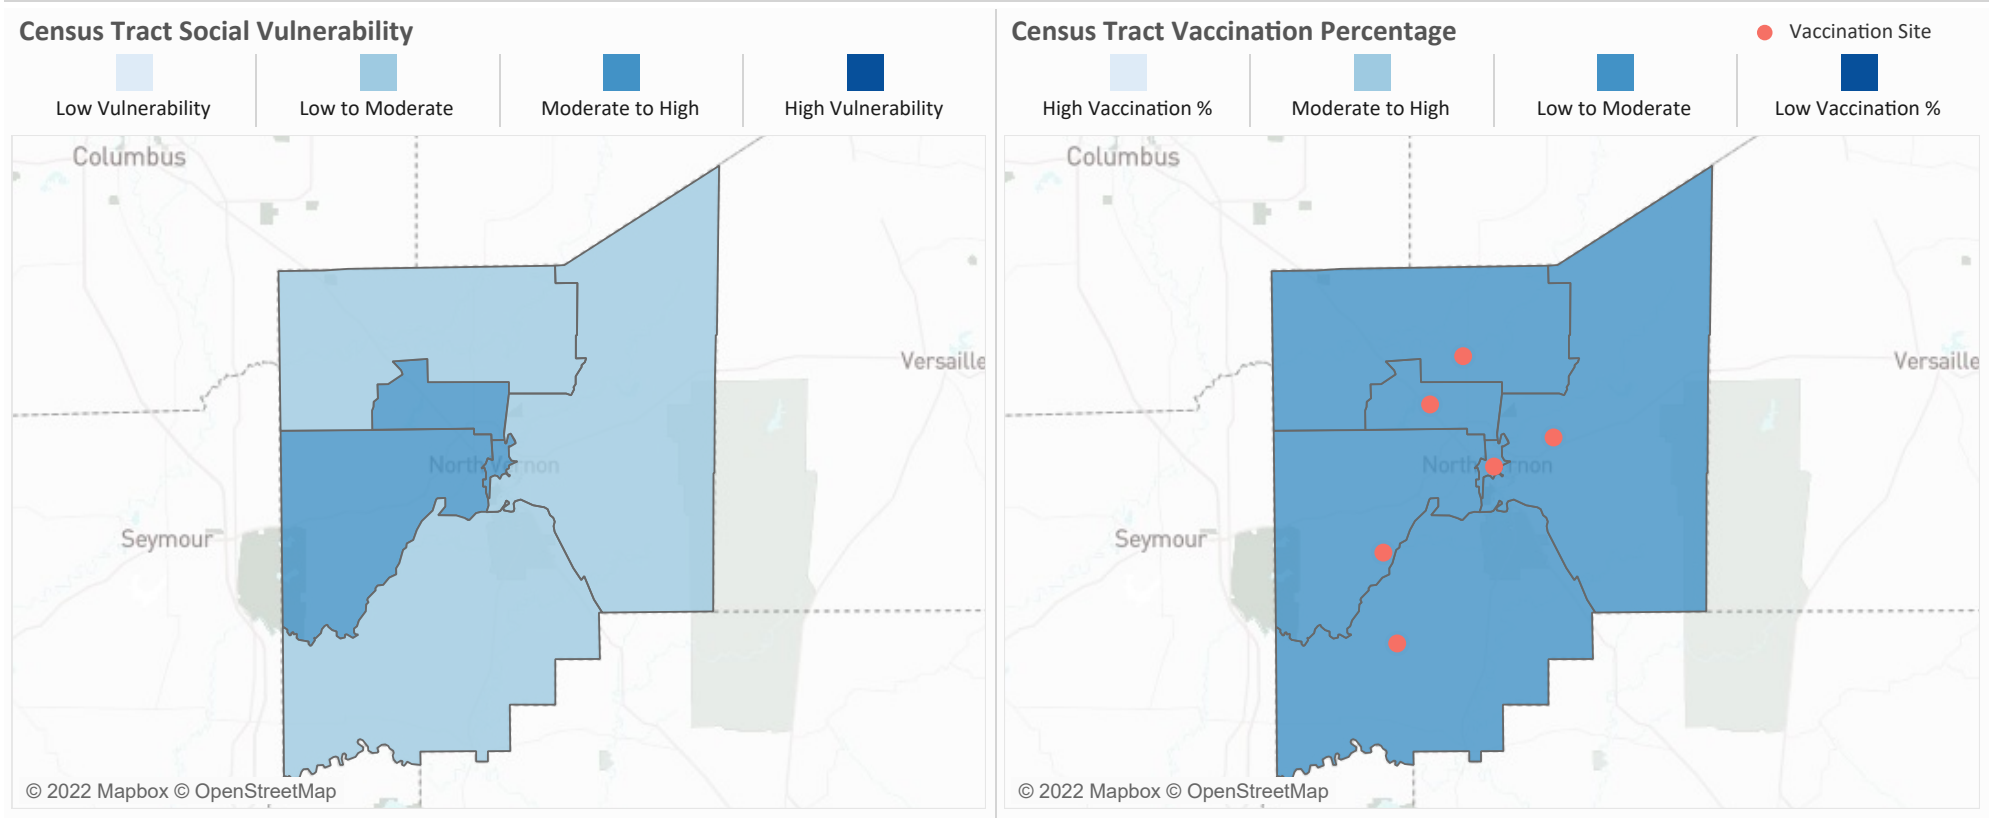 Census Tract Social Vulnerability
Low Vulnerability
Low to Moderate
Moderate to High
High Vulnerability
Columbus
Versaille
North Vernon
Seymour
© 2022 Mapbox © OpenStreetMap
Census Tract Vaccination Percentage
Vaccination Site
High Vaccination %
Moderate to High
Low to Moderate
Low Vaccination %
Columbus
Versaille
North Vernon
Seymour
© 2022 Mapbox © OpenStreetMap